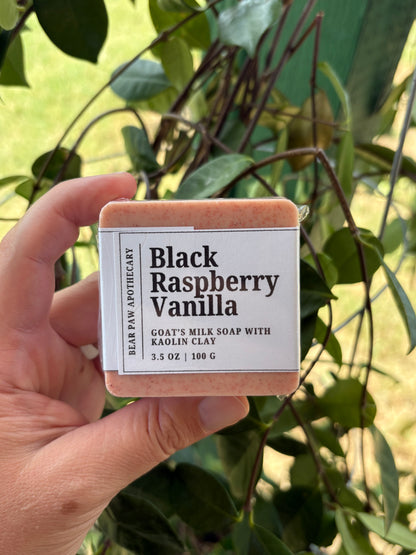 BEAR PAW APOTHECARY
Black
Raspberry
Vanilla
GOAT'S MILK SOAP WITH
KAOLIN CLAY
3.5 OZ | 100 G